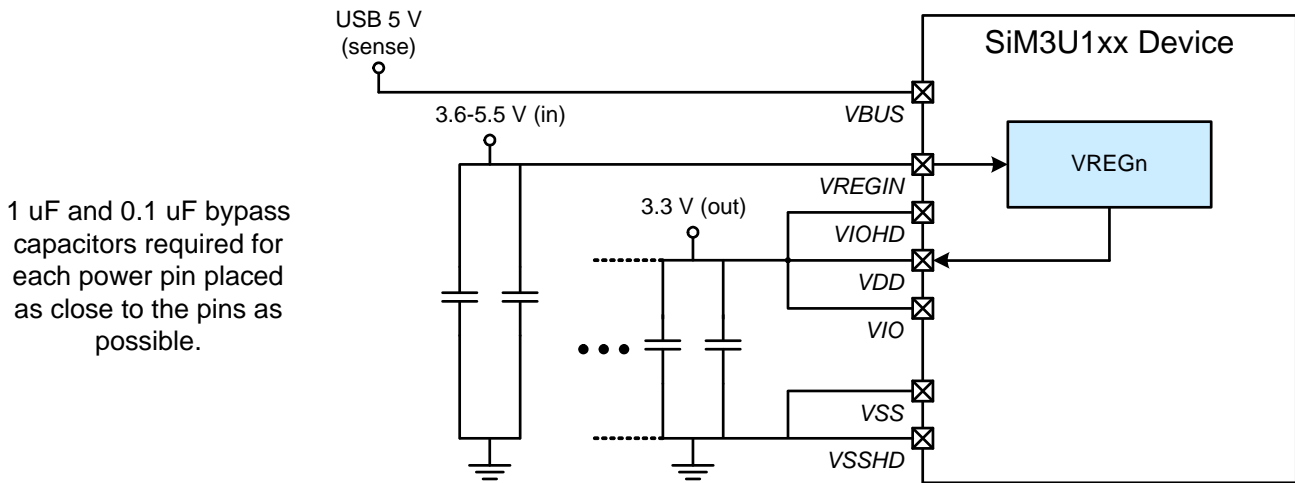 USB 5 V
(sense)
SiM3U1xx Device
VBUS
3.6-5.5 V (in)
VREGn
VREGIN
1 uF and 0.1 uF bypass
capacitors required for
each power pin placed
as close to the pins as
possible.
3.3 V (out)
VIOHD
VDD
VIO
VSS
VSSHD